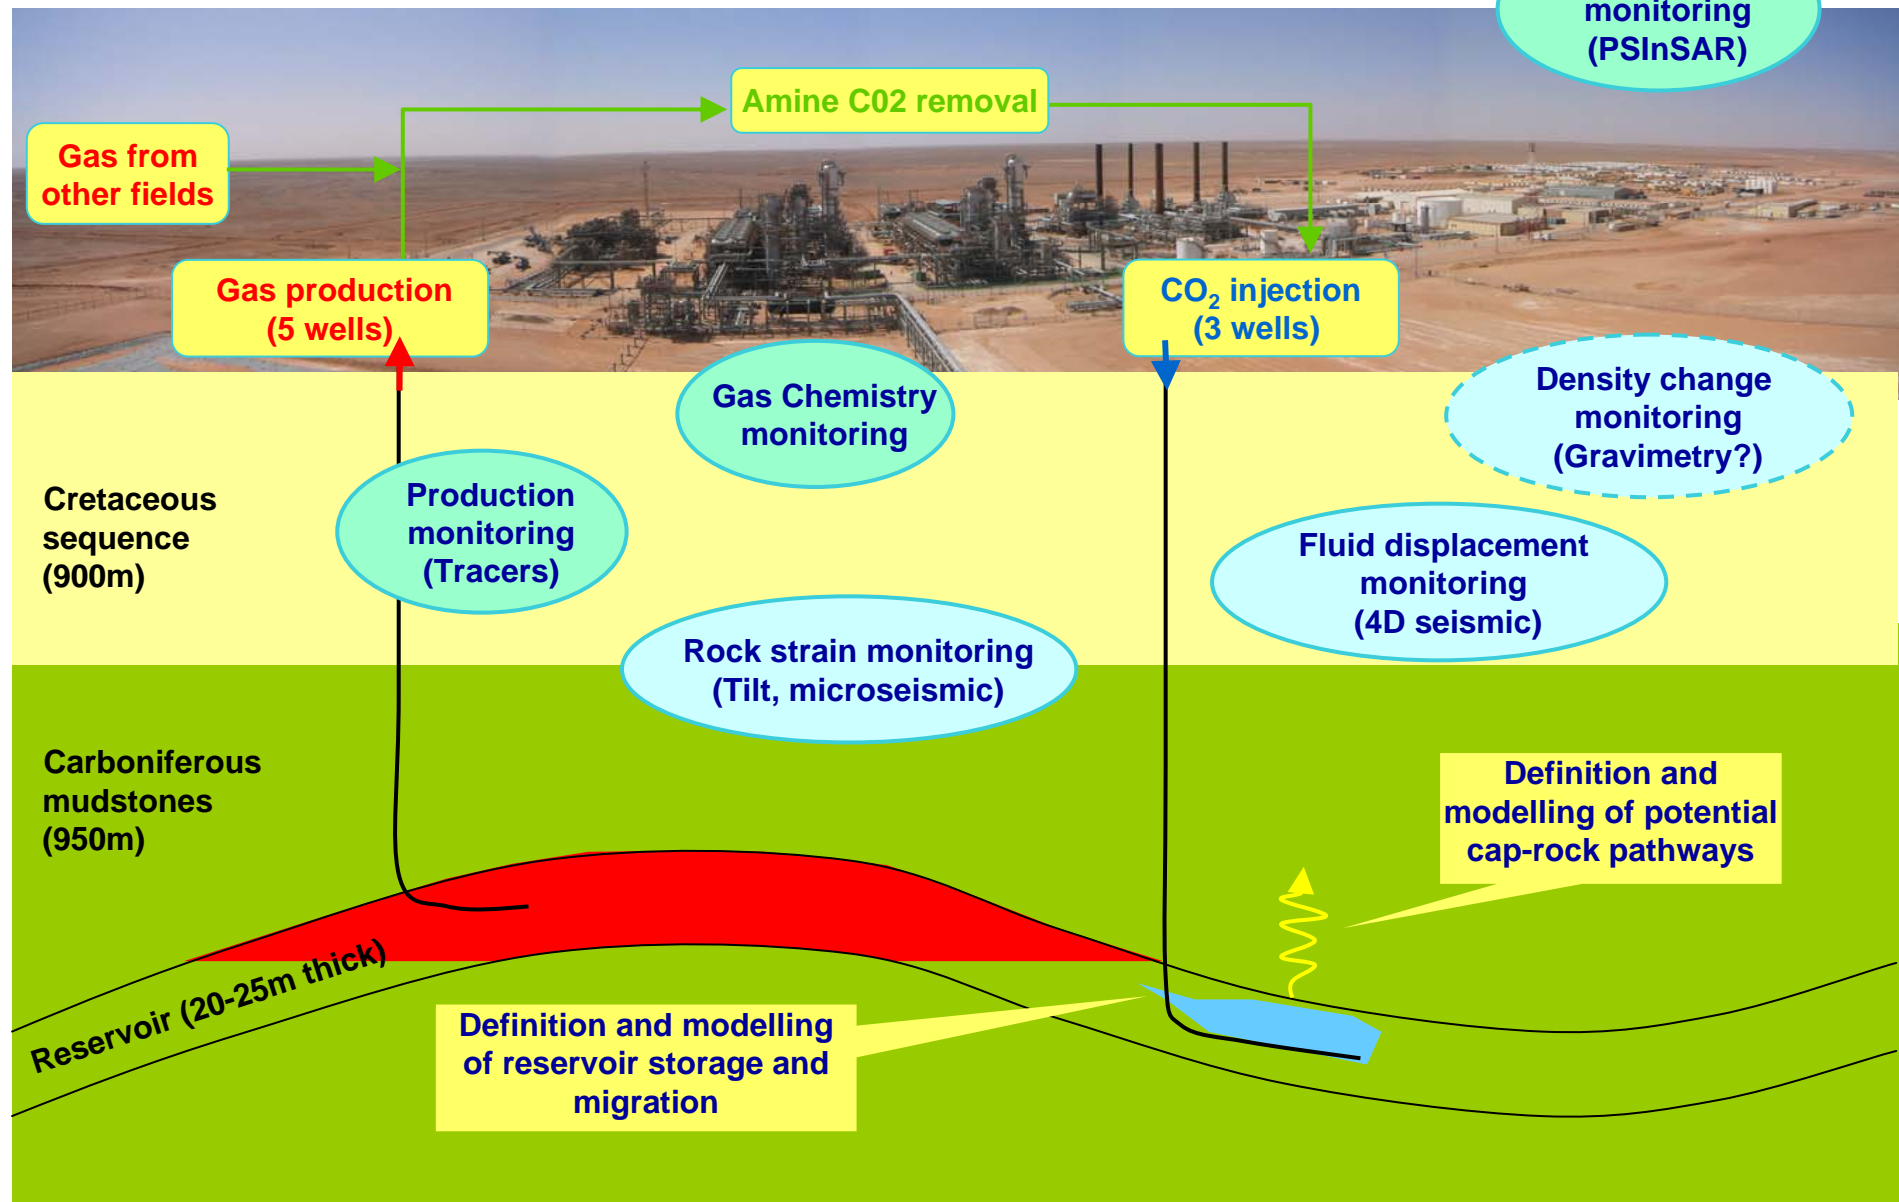 monitoring
(PSInSAR)
Amine C02 removal
Gas from
other fields
Gas production
(5 wells)
CO₂ injection
(3 wells)
Gas Chemistry
monitoring
Density change
monitoring
(Gravimetry?)
Cretaceous
sequence
(900m)
Production
monitoring
(Tracers)
Fluid displacement
monitoring
(4D seismic)
Rock strain monitoring
(Tilt, microseismic)
Carboniferous
mudstones
(950m)
Definition and
modelling of potential
cap-rock pathways
Reservoir (20-25m thick)
Definition and modelling
of reservoir storage and
migration